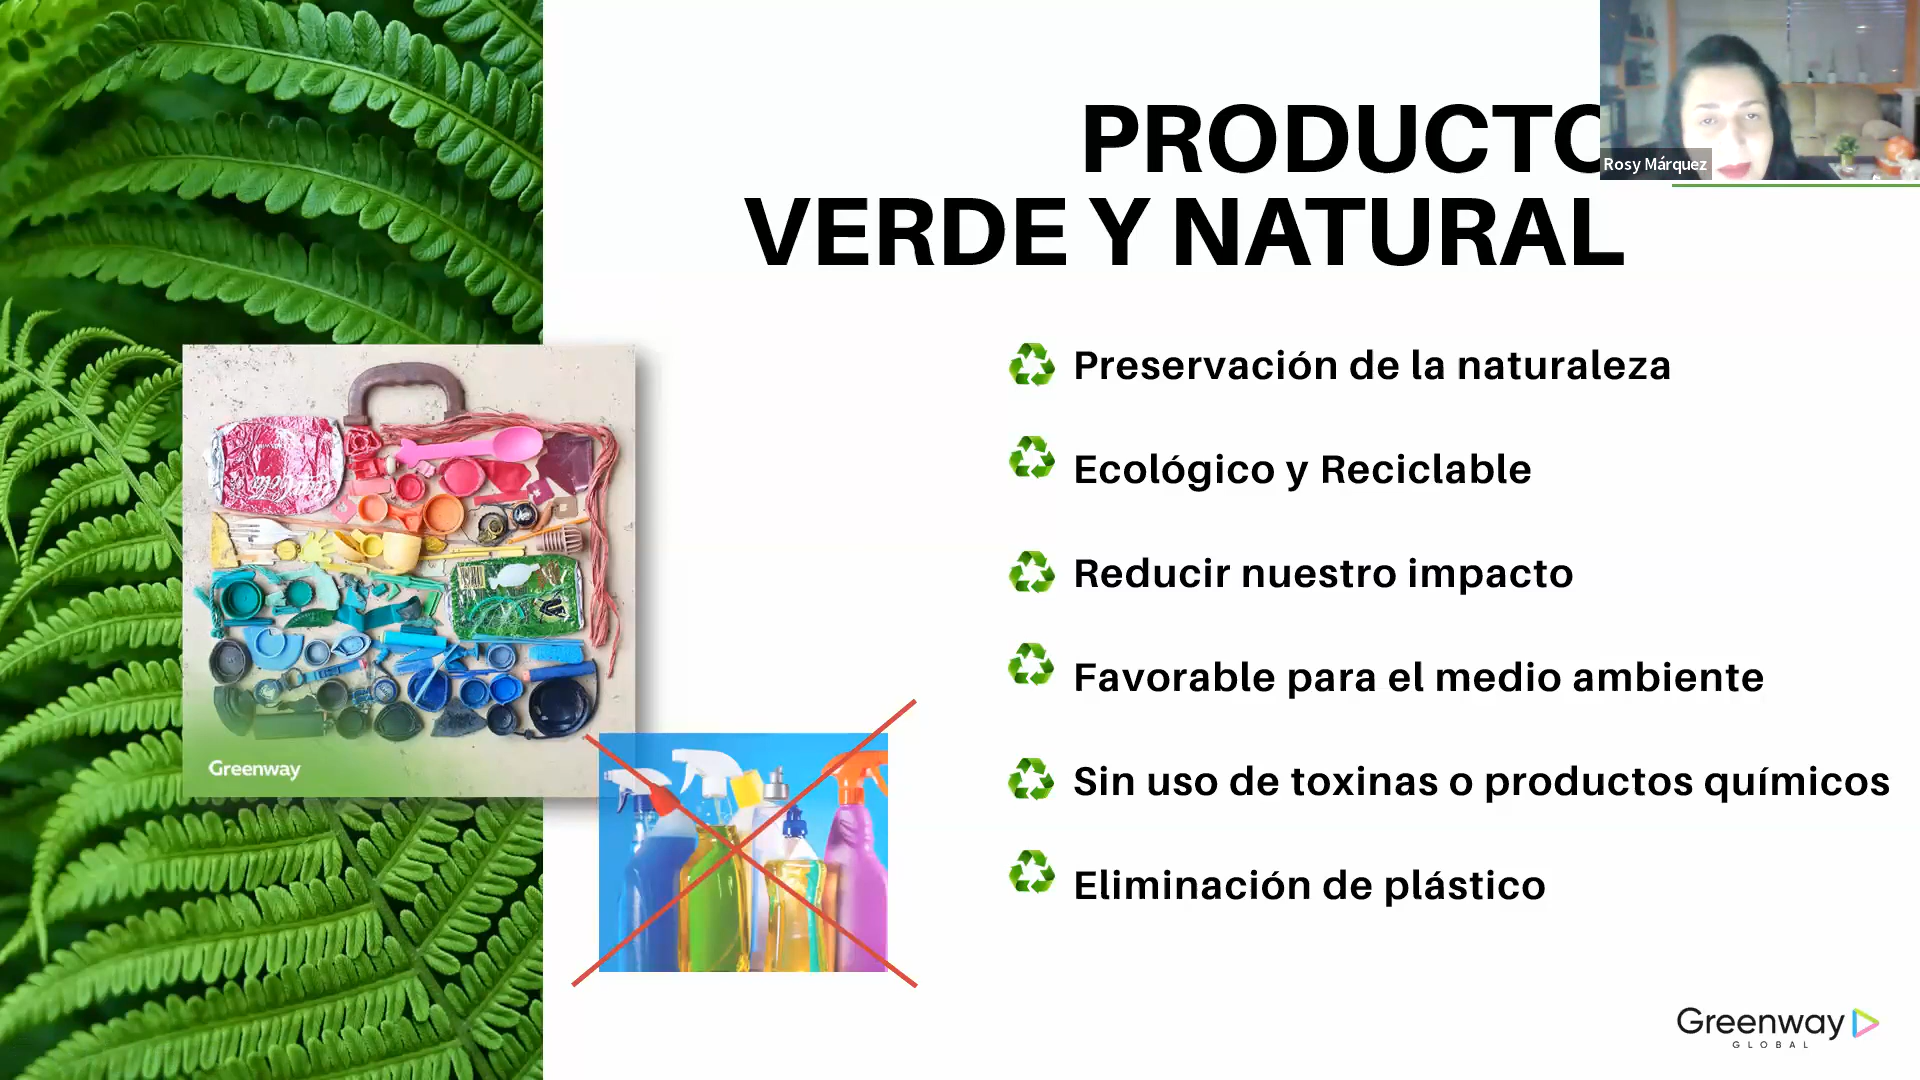 PRODUCTO
VERDE Y NATURAL
Rosy Márquez
Preservación de la naturaleza
Ecológico y Reciclable
Reducir nuestro impacto
Favorable para el medio ambiente
Sin uso de toxinas o productos químicos
Eliminación de plástico
Greenway
Greenway
GLOBAL